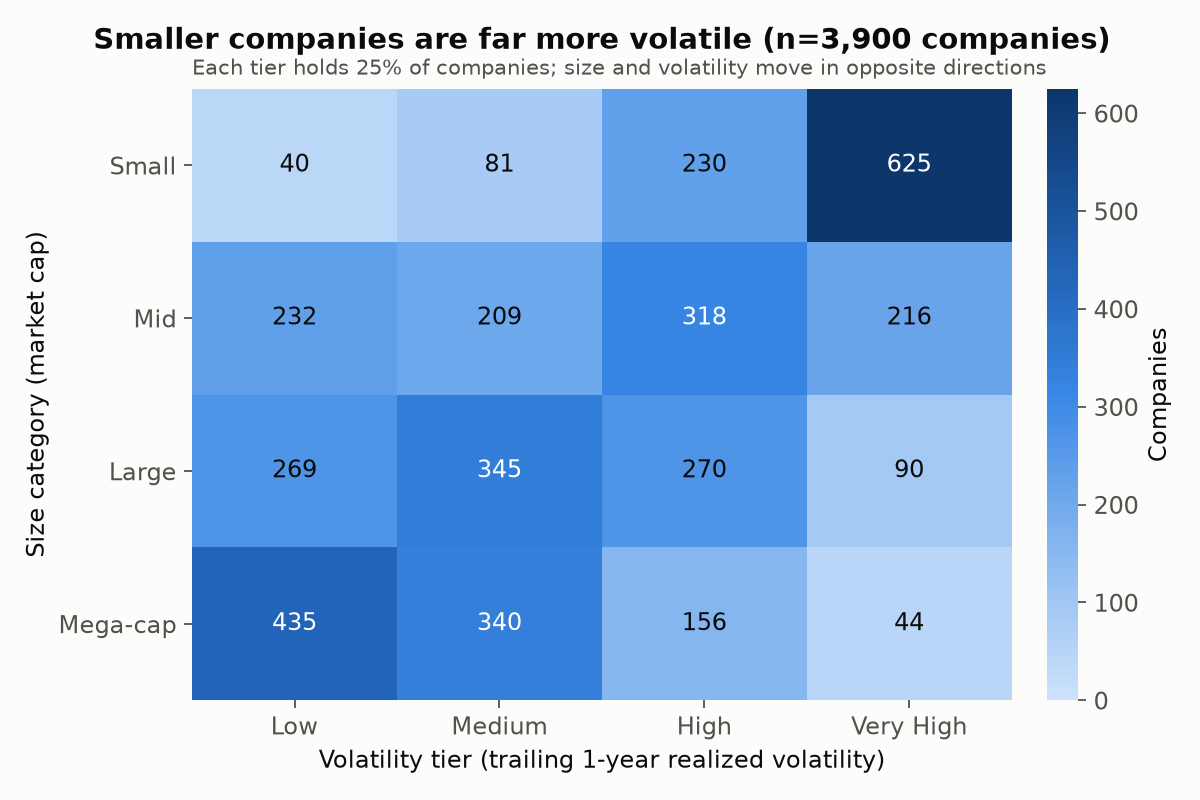 Smaller companies are far more volatile (n=3,900 companies)
Each tier holds 25% of companies; size and volatility move in opposite directions
Size category (market cap)
Small 40 81 230 625
Mid 232 209 318 216
Large 269 345 270 90
Mega-cap 435 340 156 44
Low Medium High Very High
Volatility tier (trailing 1-year realized volatility)
600
500
400
300
200
100
0
Companies